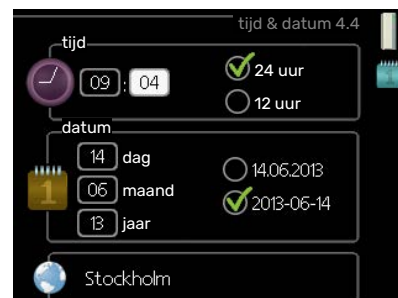 tijd & datum 4.4
tijd
09 : 04
24 uur
12 uur
datum
14 dag
06 maand
13 jaar
14.06.2013
2013-06-14
Stockholm